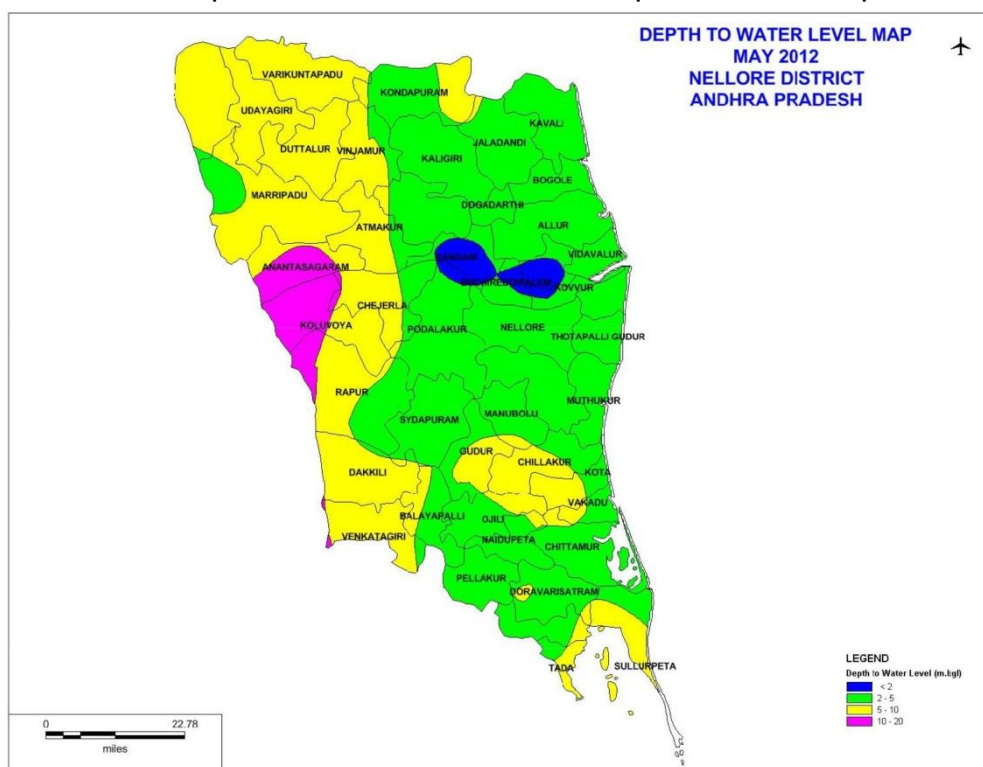 DEPTH TO WATER LEVEL MAP
MAY 2012
NELLORE DISTRICT
ANDHRA PRADESH
VARIKUNTAPADU
KONDAPURAM
UDAYAGIRI
KAVALI
JALADANDI
DUTTALUR
VINJAMUR
KALIGIRI
BOGOLE
MARRIPADU
DOGADARTHI
ATMAKUR
ALLUR
VIDAVALUR
SANGAM
ANANTASAGARAM
BUCHIREDDIPALEM
KOVVUR
CHEJERLA
KOLUVOYA
PODALAKUR
NELLORE
THOTAPALLI GUDUR
RAPUR
MUTHUKUR
SYDAPURAM
MANUBOLU
GUDUR
CHILLAKUR
DAKKILI
KOTA
VAKADU
BALAYAPALLI
OJILI
VENKATAGIRI
NAIDUPETA
CHITTAMUR
PELLAKUR
DORAVARISATRAM
TADA
SULLURPETA
LEGEND
Depth to Water Level (m.bgl)
< 2
2 - 5
5 - 10
10 - 20
0 22.78
miles